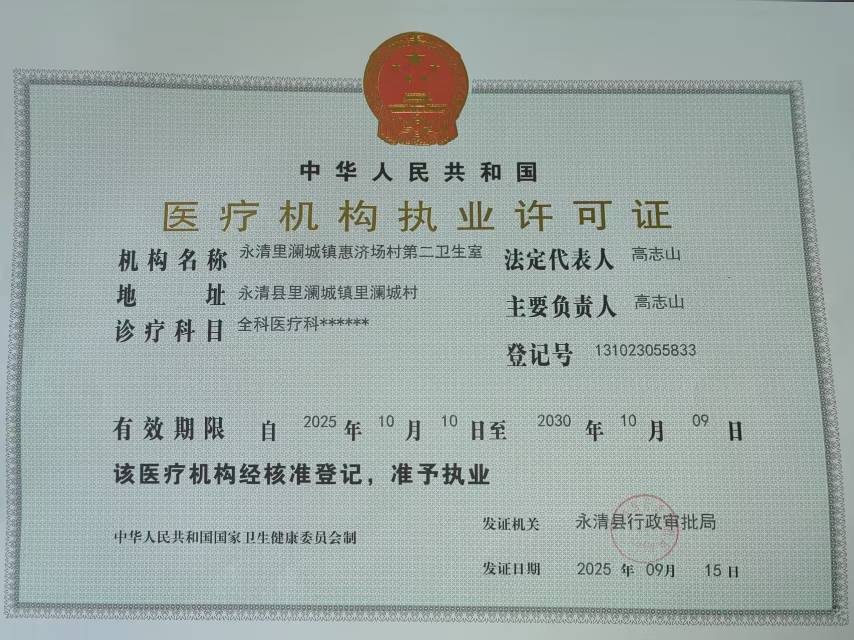 中华人民共和国
医疗机构执业许可证
机构名称 永清里澜城镇惠济场村第二卫生室 法定代表人 高志山
地 址 永清县里澜城镇里澜城村 主要负责人 高志山
诊疗科目 全科医疗科******
登记号 131023055833
有效期限 自 2025 年 10 月 10 日至 2030 年 10 月 09 日
该医疗机构经核准登记，准予执业
发证机关 永清县行政审批局
中华人民共和国国家卫生健康委员会制
发证日期 2025 年 09月 15 日